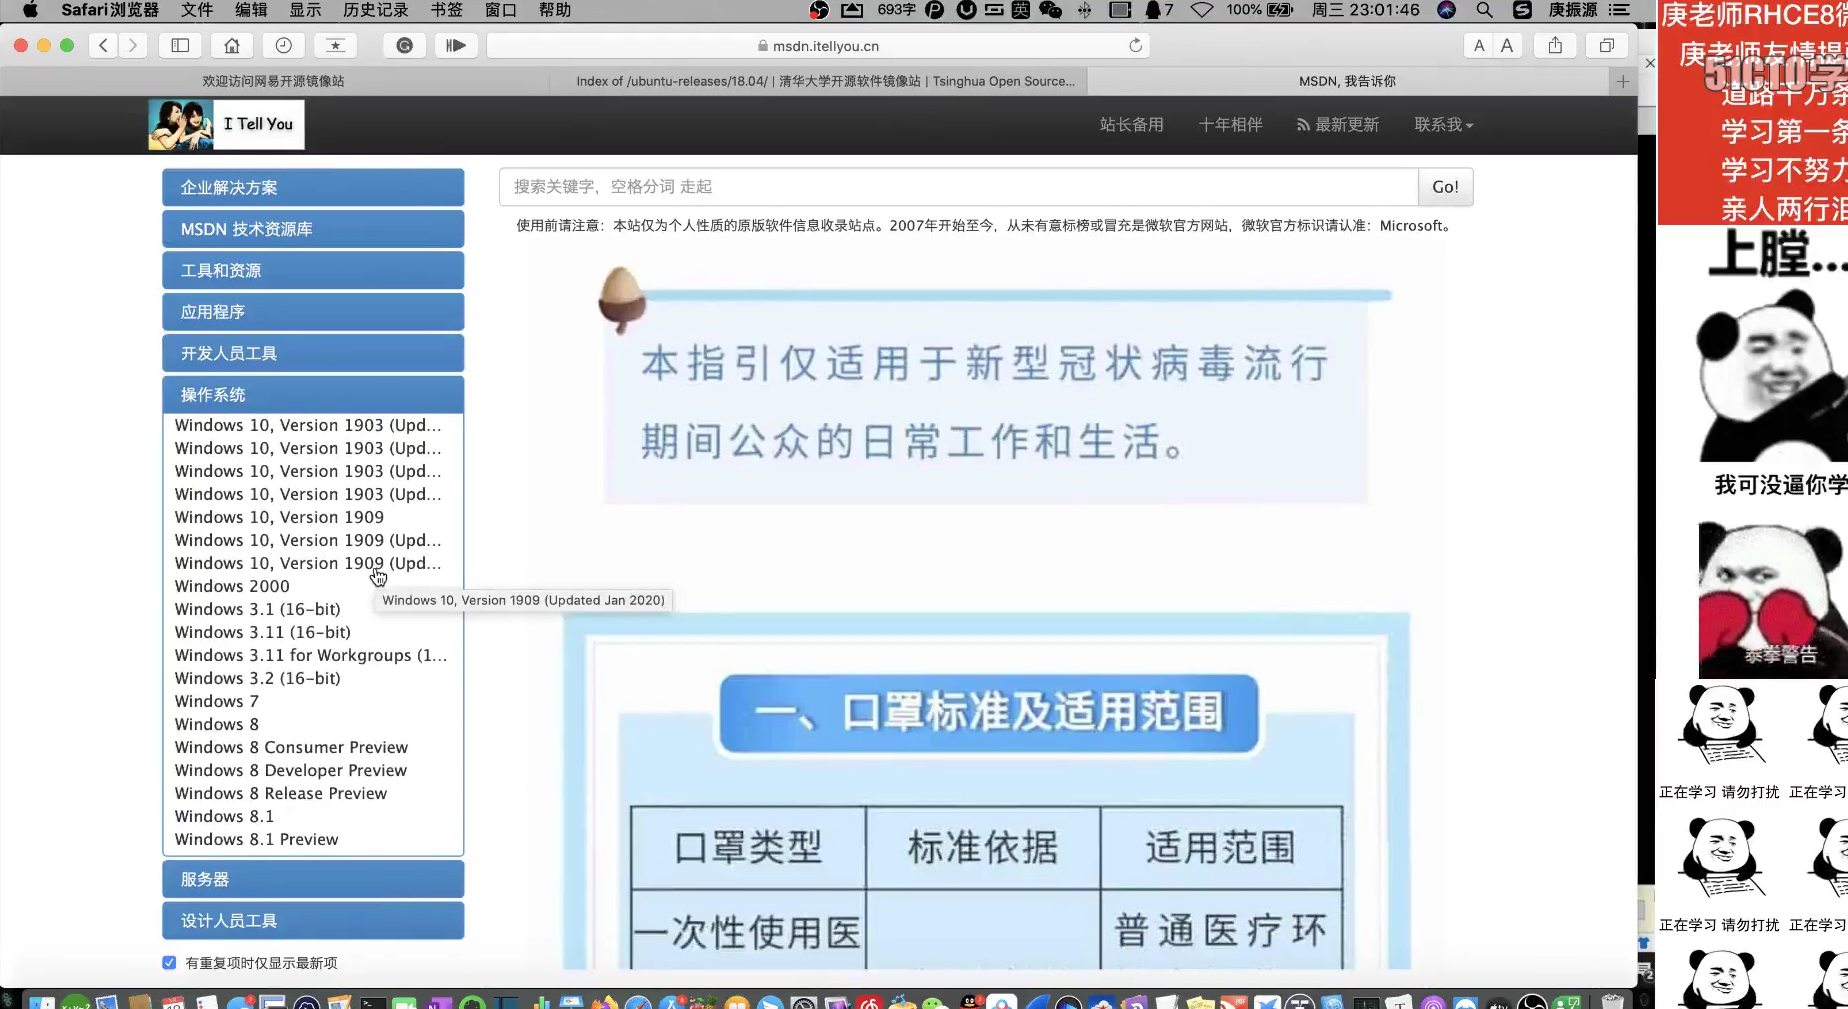 Safari浏览器 文件 编辑 显示 历史记录 书签 窗口 帮助
693字 英 7 100% 周三 23:01:46 庚振源
msdn.itellyou.cn
A A
欢迎访问网易开源镜像站
Index of /ubuntu-releases/18.04/ | 清华大学开源软件镜像站 | Tsinghua Open Source...
MSDN, 我告诉你
I Tell You
站长备用 十年相伴 最新更新 联系我
企业解决方案
MSDN 技术资源库
工具和资源
应用程序
开发人员工具
操作系统
Windows 10, Version 1903 (Upd...
Windows 10, Version 1903 (Upd...
Windows 10, Version 1903 (Upd...
Windows 10, Version 1903 (Upd...
Windows 10, Version 1909
Windows 10, Version 1909 (Upd...
Windows 10, Version 1909 (Upd...
Windows 2000
Windows 3.1 (16-bit)
Windows 3.11 (16-bit)
Windows 3.11 for Workgroups (1...
Windows 3.2 (16-bit)
Windows 7
Windows 8
Windows 8 Consumer Preview
Windows 8 Developer Preview
Windows 8 Release Preview
Windows 8.1
Windows 8.1 Preview
服务器
设计人员工具
有重复项时仅显示最新项
Windows 10, Version 1909 (Updated Jan 2020)
搜索关键字，空格分词 走起
Go!
使用前请注意：本站仅为个人性质的原版软件信息收录站点。2007年开始至今，从未有意标榜或冒充是微软官方网站，微软官方标识请认准：Microsoft。
本指引仅适用于新型冠状病毒流行
期间公众的日常工作和生活。
一、口罩标准及适用范围
口罩类型 标准依据 适用范围
一次性使用医 普通医疗环
庚老师RHCE8
庚老师友情提
51CTO学
道路千万条
学习第一条
学习不努力
亲人两行泪
上膛...
我可没逼你学
泰拳警告
正在学习 请勿打扰 正在学习
正在学习 请勿打扰 正在学习